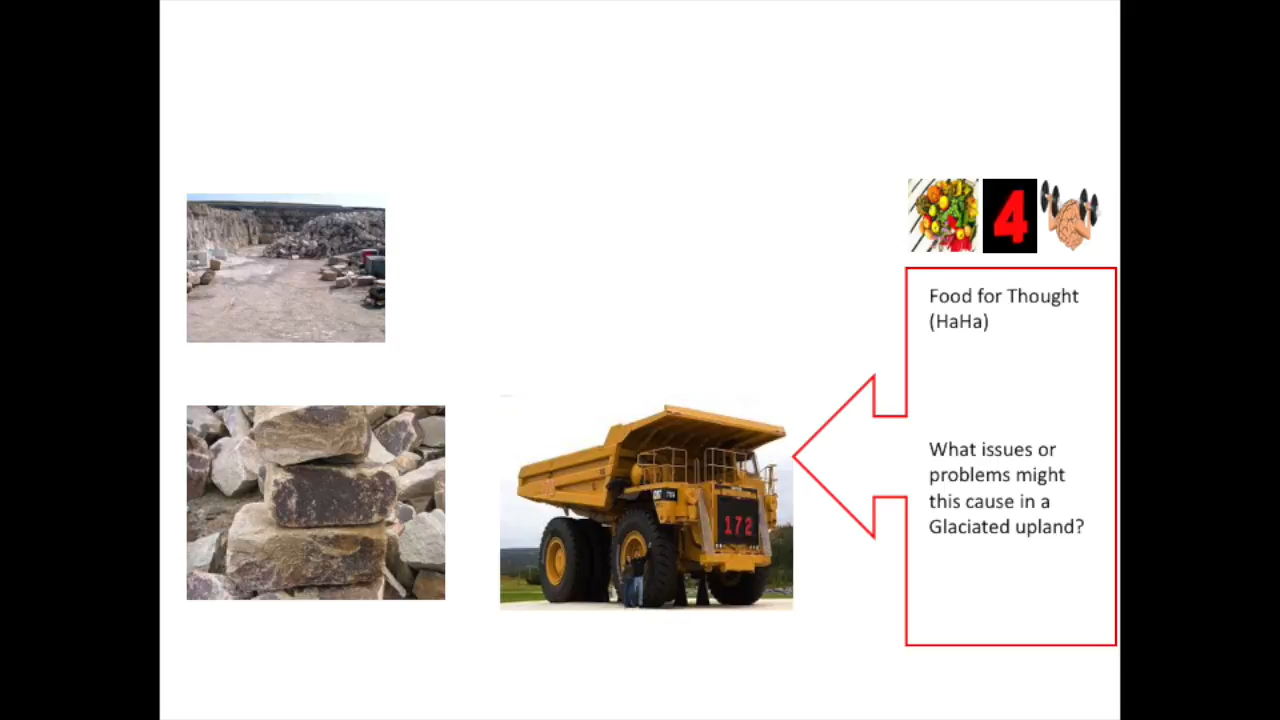 4
Food for Thought
(HaHa)
172
What issues or
problems might
this cause in a
Glaciated upland?